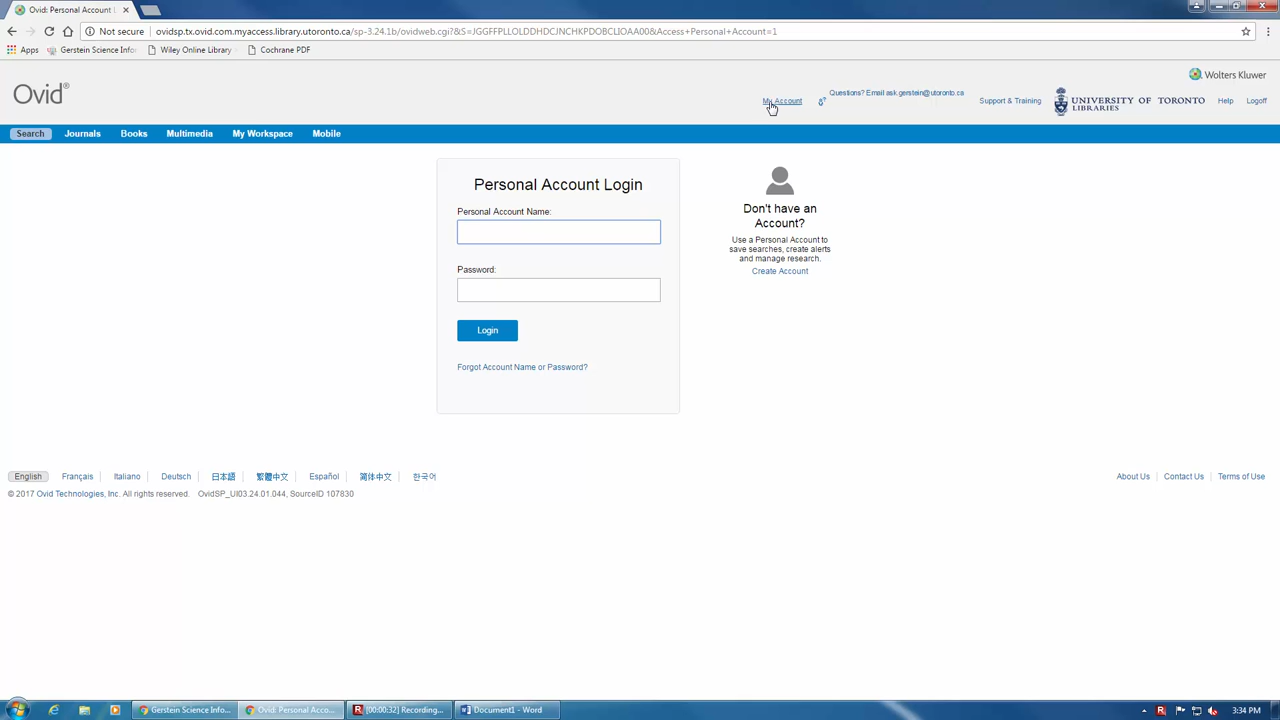 Ovid: Personal Account L
Not secure
ovidsp.tx.ovid.com.myaccess.library.utoronto.ca/sp-3.24.1b/ovidweb.cgi?&S=JGGFFPLLOLDDHDCJNCHKPDOBCLIOAA00&Access+Personal+Account=1
Apps
Gerstein Science Info
Wiley Online Library
Cochrane PDF
Wolters Kluwer
Ovid®
My Account
Questions? Email ask.gerstein@utoronto.ca
Support & Training
UNIVERSITY OF TORONTO
LIBRARIES
Help
Logoff
Search
Journals
Books
Multimedia
My Workspace
Mobile
Personal Account Login
Personal Account Name:
Password:
Login
Forgot Account Name or Password?
Don't have an
Account?
Use a Personal Account to
save searches, create alerts
and manage research.
Create Account
English
Français
Italiano
Deutsch
日本語
繁體中文
Español
简体中文
한국어
About Us
Contact Us
Terms of Use
© 2017 Ovid Technologies, Inc. All rights reserved.
OvidSP_UI03.24.01.044, SourceID 107830
Gerstein Science Info...
Ovid: Personal Acco...
[00:00:32] Recording...
Document1 - Word
3:34 PM